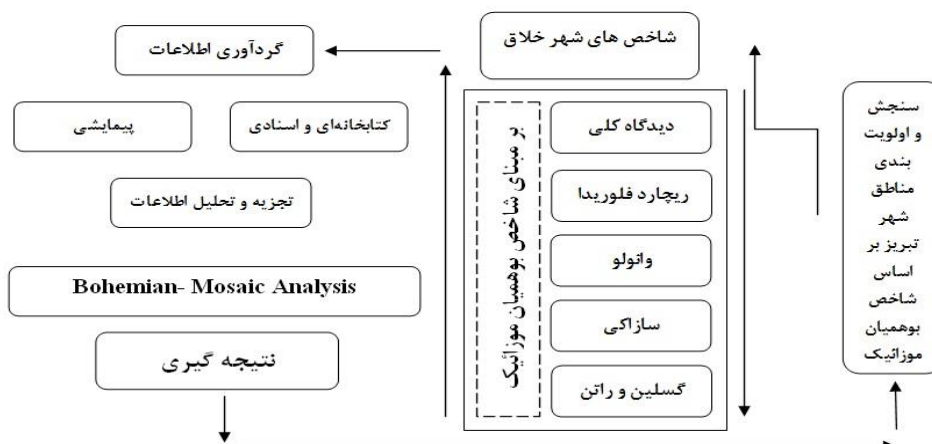 سنجش
و اولویت
بندی
مناطق
شهر
تبریز بر
اساس
شاخص
بوهمیان
موزائیک
شاخص های شهر خلاق
دیدگاه کلی
ریچارد فلوریدا
وانولو
سازاکی
گسلین و راتن
بر مبنای شاخص بوهمیان موزائیک
گردآوری اطلاعات
کتابخانه‌ای و اسنادی
پیمایشی
تجزیه و تحلیل اطلاعات
Bohemian- Mosaic Analysis
نتیجه گیری